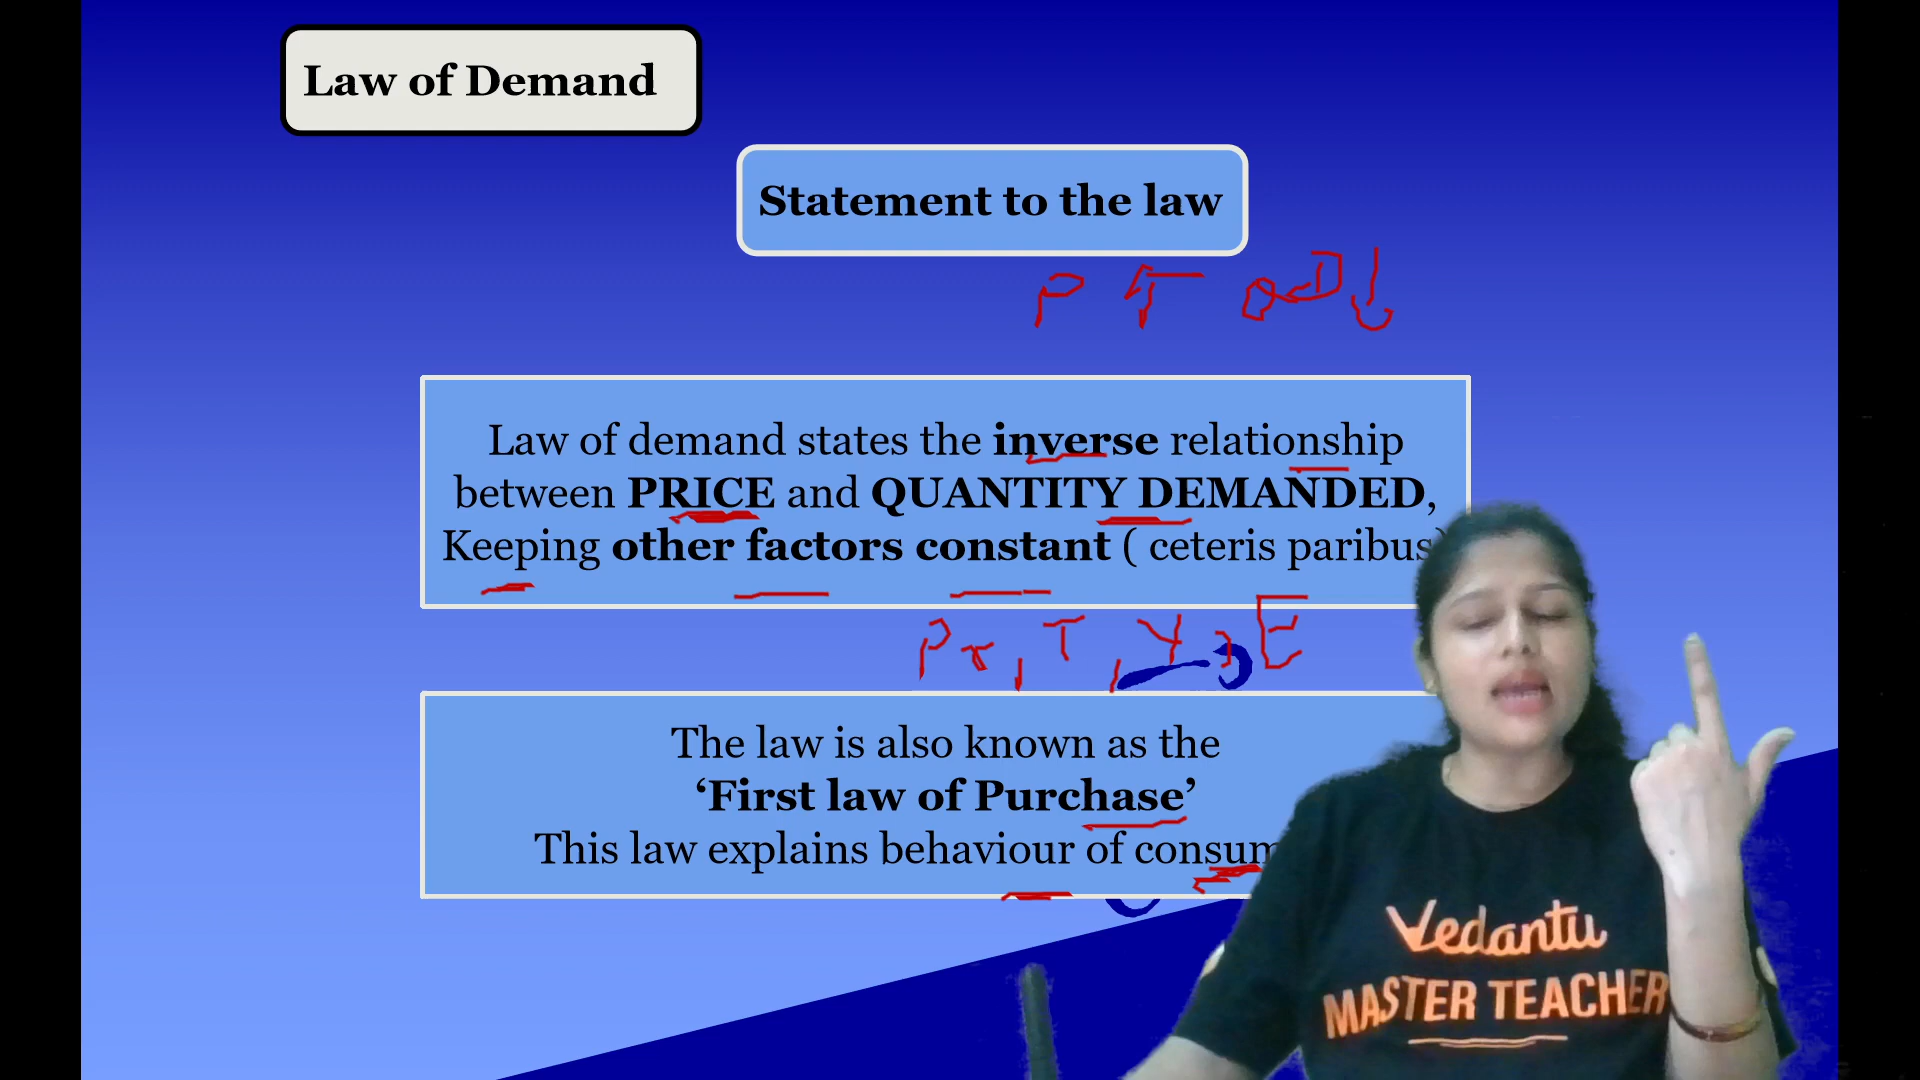 Law of Demand
Statement to the law
P ↑ QD ↓
Law of demand states the inverse relationship
between PRICE and QUANTITY DEMANDED,
Keeping other factors constant ( ceteris paribus)
Pr, T, Y, E
The law is also known as the
‘First law of Purchase’
This law explains behaviour of
Vedantu
MASTER TEACHER